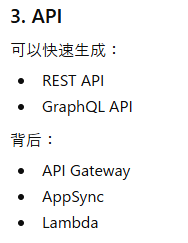 3. API
可以快速生成：
• REST API
• GraphQL API
背后：
• API Gateway
• AppSync
• Lambda